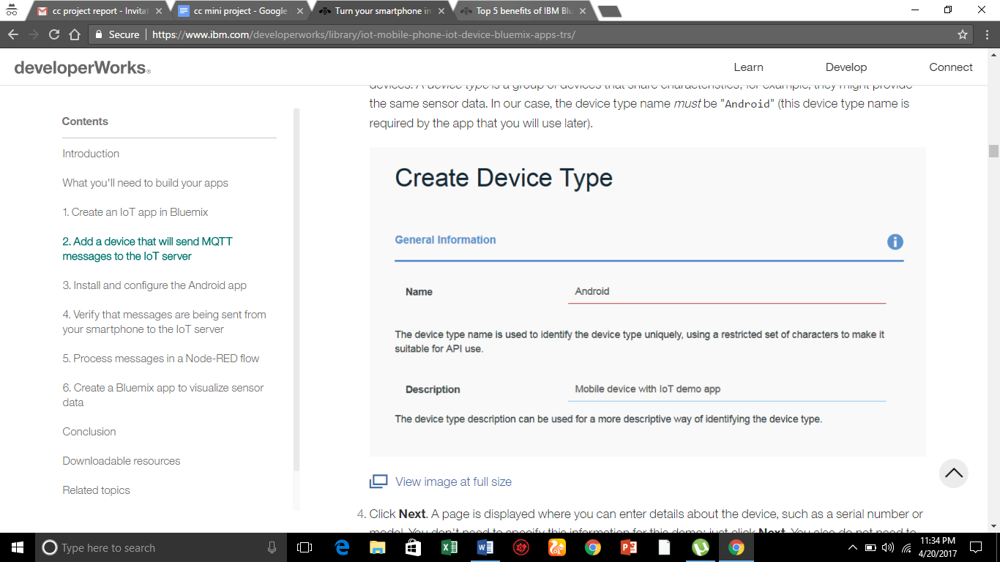 cc project report - Invita
cc mini project - Google
Turn your smartphone in
Top 5 benefits of IBM Blu
Secure
https://www.ibm.com/developerworks/library/iot-mobile-phone-iot-device-bluemix-apps-trs/
developerWorks®
Learn
Develop
Connect
Contents
Introduction
What you'll need to build your apps
1. Create an IoT app in Bluemix
2. Add a device that will send MQTT
messages to the IoT server
3. Install and configure the Android app
4. Verify that messages are being sent from
your smartphone to the IoT server
5. Process messages in a Node-RED flow
6. Create a Bluemix app to visualize sensor
data
Conclusion
Downloadable resources
Related topics
devices. A device type is a group of devices that share characteristics; for example, they might provide
the same sensor data. In our case, the device type name must be "Android" (this device type name is
required by the app that you will use later).
Create Device Type
General Information
Name
Android
The device type name is used to identify the device type uniquely, using a restricted set of characters to make it
suitable for API use.
Description
Mobile device with IoT demo app
The device type description can be used for a more descriptive way of identifying the device type.
View image at full size
4. Click Next. A page is displayed where you can enter details about the device, such as a serial number or
model. You don't need to specify this information for this demo; just click Next. You also do not need to
Type here to search
11:34 PM
4/20/2017